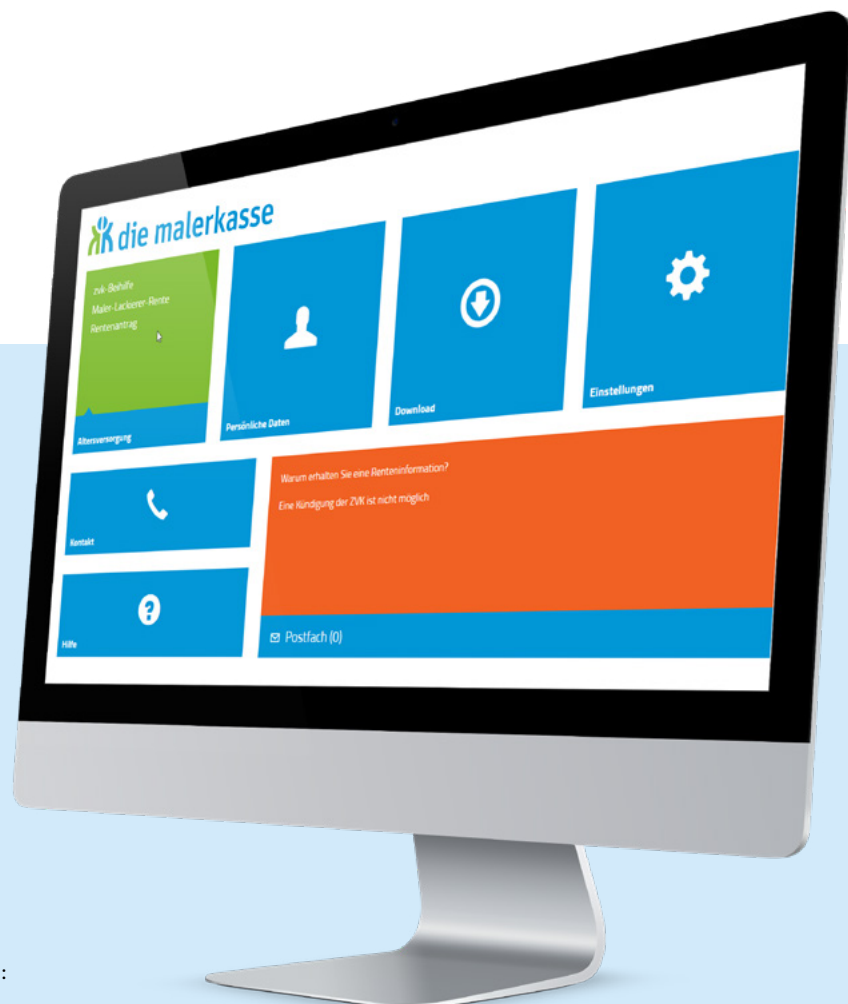 die malerkasse
zvk-Beihilfe
Maler-Lackierer-Rente
Rentenantrag
Altersversorgung
Persönliche Daten
Download
Einstellungen
Kontakt
Warum erhalten Sie eine Renteninformation?
Eine Kündigung der ZVK ist nicht möglich
Hilfe
Postfach (0)
: